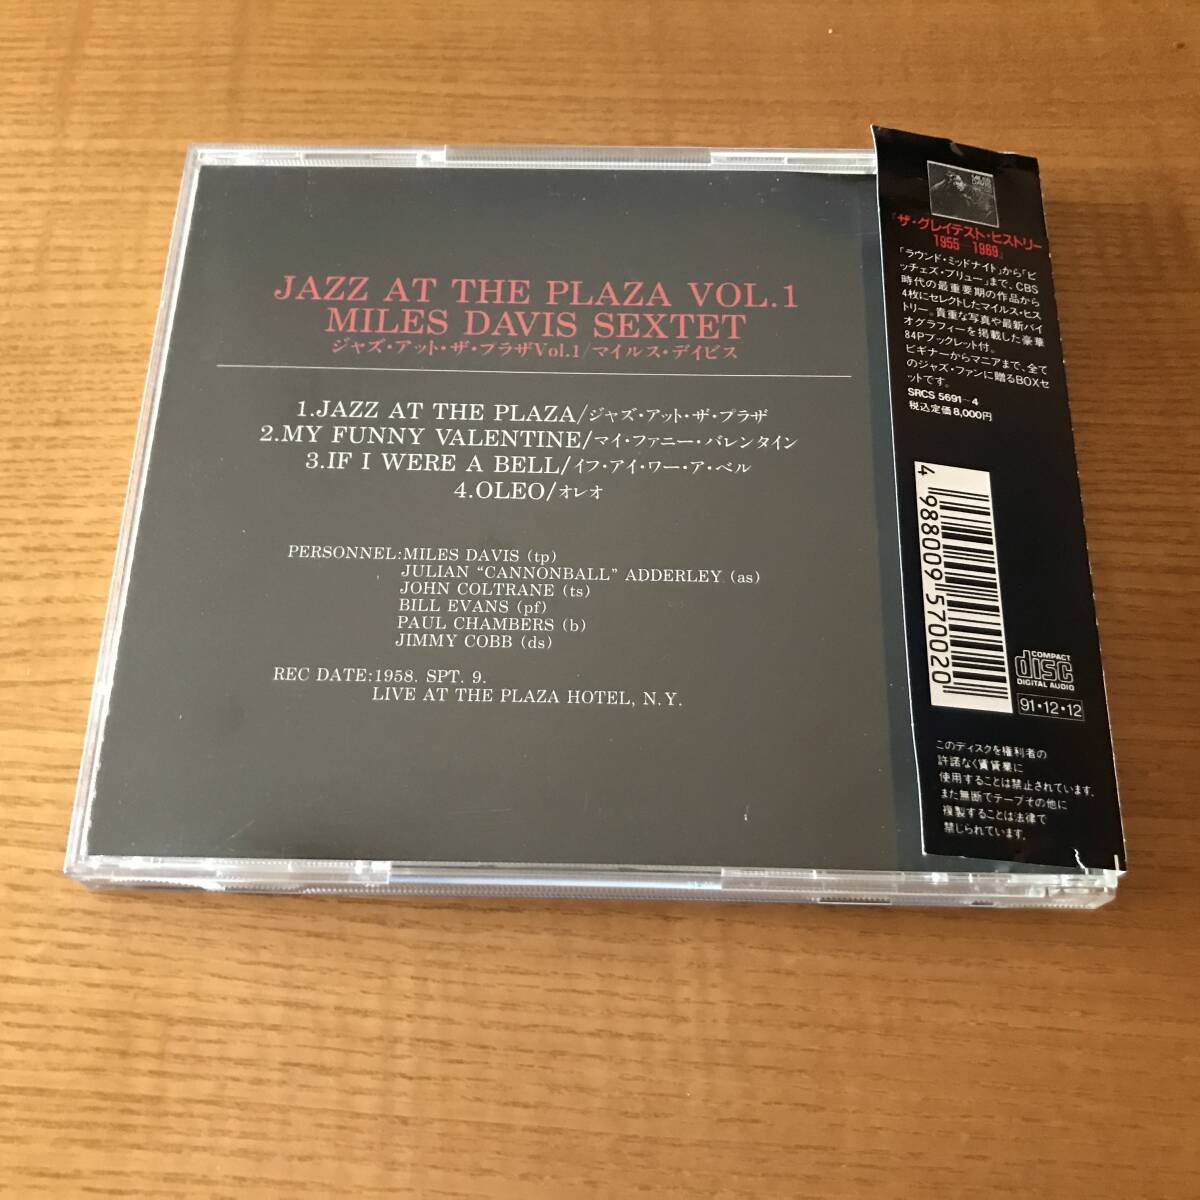 JAZZ AT THE PLAZA VOL.1
MILES DAVIS SEXTET
ジャズ・アット・ザ・プラザVol.1/マイルス・デイビス
1.JAZZ AT THE PLAZA/ジャズ・アット・ザ・プラザ
2.MY FUNNY VALENTINE/マイ・ファニー・バレンタイン
3.IF I WERE A BELL/イフ・アイ・ワー・ア・ベル
4.OLEO/オレオ
PERSONNEL:MILES DAVIS (tp)
JULIAN “CANNONBALL” ADDERLEY (as)
JOHN COLTRANE (ts)
BILL EVANS (pf)
PAUL CHAMBERS (b)
JIMMY COBB (ds)
REC DATE:1958. SPT. 9.
LIVE AT THE PLAZA HOTEL, N.Y.
『ザ・グレイテスト・ヒストリー
1955−1969』
「ラウンド・ミッドナイト」から「ビ
ッチェズ・ブリュー」まで、CBS
時代の最重要期の作品から
4枚にセレクトしたマイルス・ヒス
トリー。貴重な写真や最新バイ
オグラフィーを掲載した豪華
84Pブックレット付。
ビギナーからマニアまで、全て
のジャズ・ファンに贈るBOXセ
ットです。
SRCS 5691~4
税込定価8,000円
4 988009 570020
COMPACT
disc
DIGITAL AUDIO
91・12・12
このディスクを権利者の
許諾なく賃貸業に
使用することは禁止されています。
また無断でテープその他に
複製することは法律で
禁じられています。